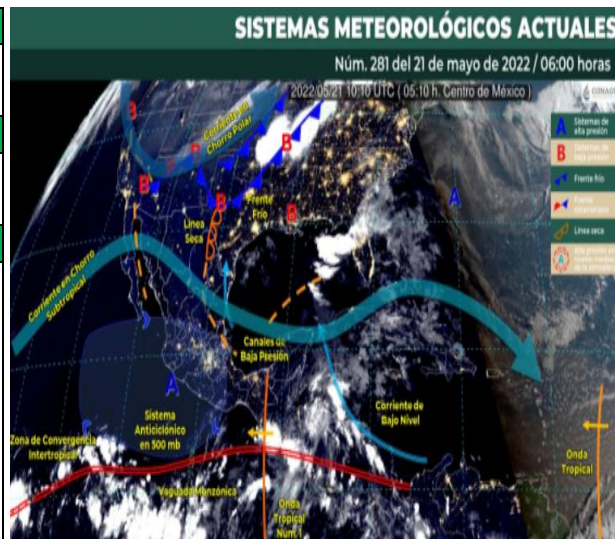 SISTEMAS METEOROLÓGICOS ACTUALES
Núm. 281 del 21 de mayo de 2022 / 06:00 horas
2022/05/21 10:10 UTC ( 05:10 h. Centro de México )
CONAGUA
A
Sistemas de
alta presión
B
Sistemas de
baja presión
Frente frío
Frente
estacionario
Línea seca
A
B
Corriente en
Chorro Polar
B
B
B
B
B
B
A
Frente
Frío
Línea
Seca
Corriente en Chorro
Subtropical
Canales de
Baja Presión
A
Sistema
Anticiclónico
en 500 mb
Corriente de
Bajo Nivel
Zona de Convergencia
Intertropical
Vaguada Monzónica
Onda
Tropical
Núm. 1
Onda
Tropical